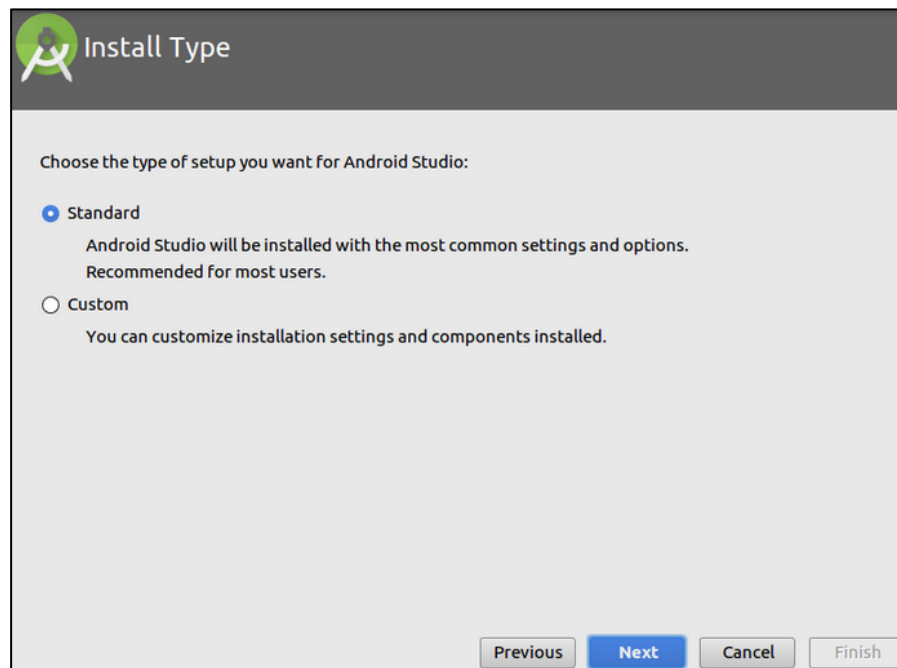 Install Type
Choose the type of setup you want for Android Studio:
Standard
Android Studio will be installed with the most common settings and options.
Recommended for most users.
Custom
You can customize installation settings and components installed.
Previous Next Cancel Finish